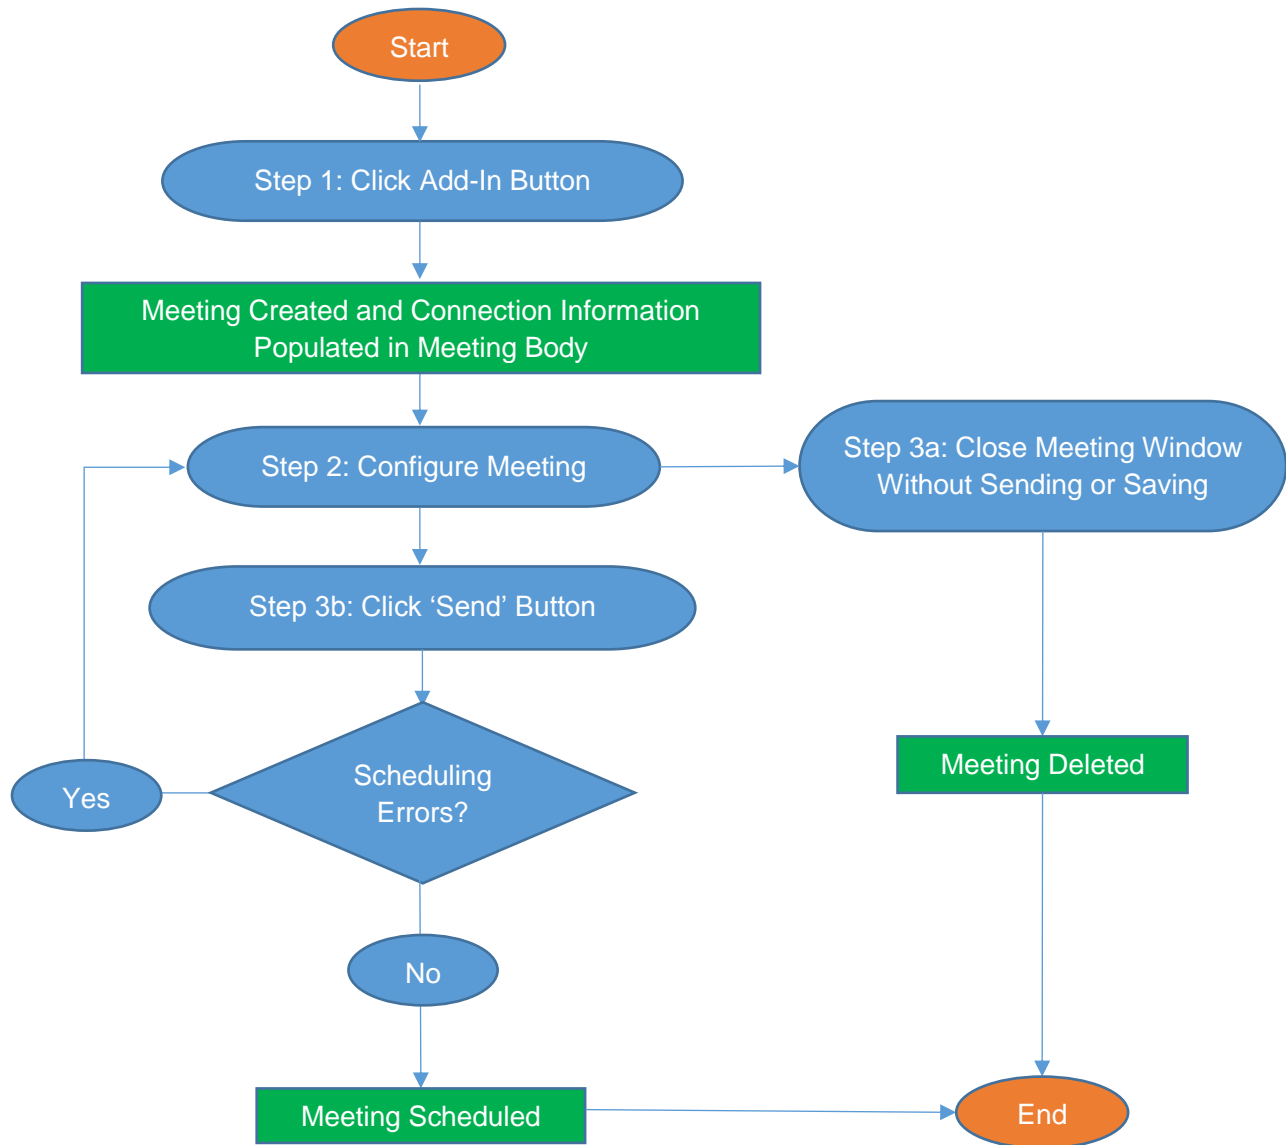 Start
Step 1: Click Add-In Button
Meeting Created and Connection Information
Populated in Meeting Body
Step 2: Configure Meeting
Step 3a: Close Meeting Window
Without Sending or Saving
Step 3b: Click ‘Send’ Button
Meeting Deleted
Scheduling
Errors?
Yes
No
Meeting Scheduled
End